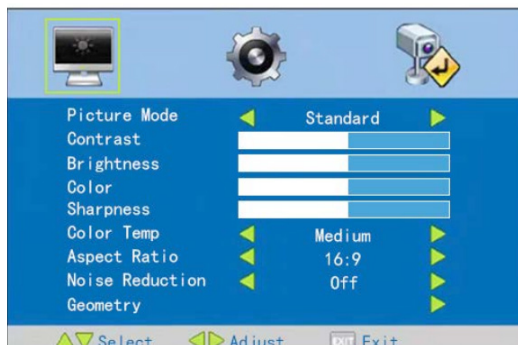 Picture Mode Standard
Contrast
Brightness
Color
Sharpness
Color Temp Medium
Aspect Ratio 16:9
Noise Reduction Off
Geometry
Select Adjust EXIT Exit